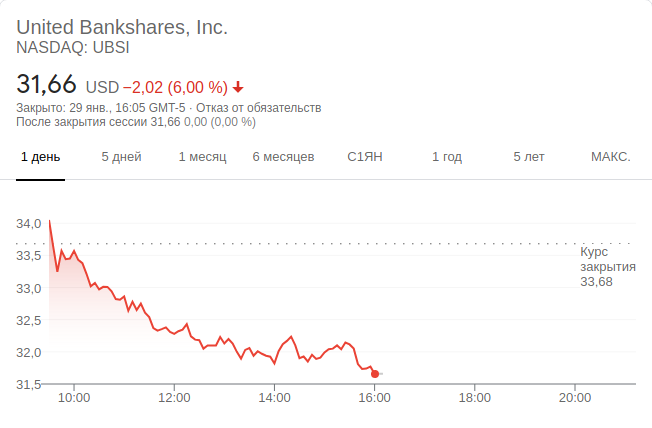 United Bankshares, Inc.
NASDAQ: UBSI
31,66 USD −2,02 (6,00 %)
Закрыто: 29 янв., 16:05 GMT-5 · Отказ от обязательств
После закрытия сессии 31,66 0,00 (0,00 %)
1 день 5 дней 1 месяц 6 месяцев С1ЯН 1 год 5 лет МАКС.
34,0
Курс
33,5
закрытия
33,68
33,0
32,5
32,0
31,5
10:00 12:00 14:00 16:00 18:00 20:00